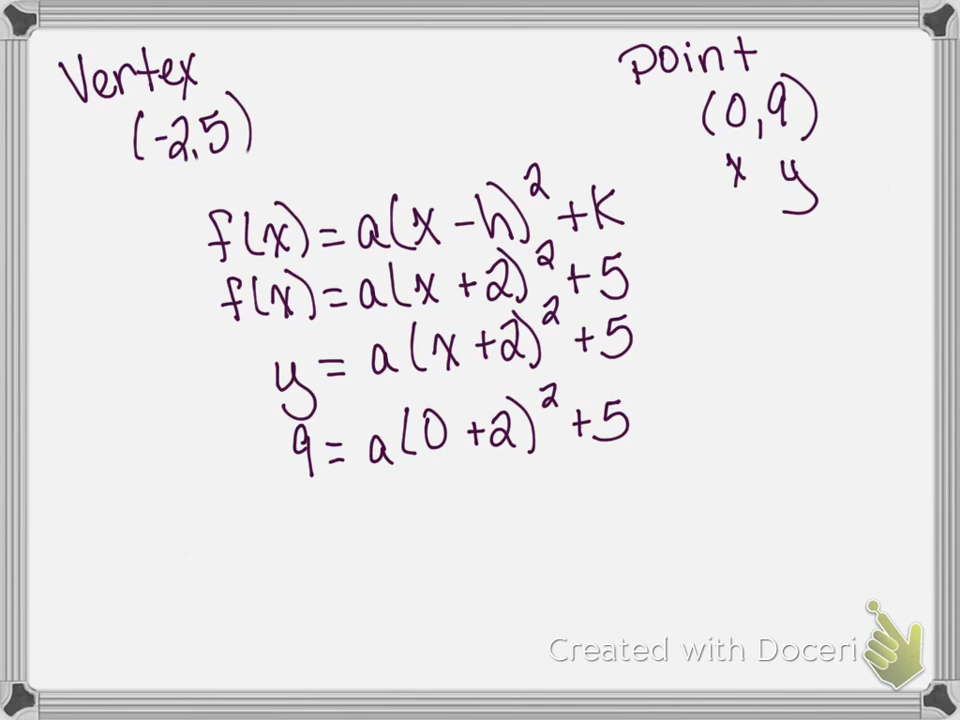 Vertex
(-2,5)
Point
(0,9)
x y
f(x) = a(x-h)² + K
f(x) = a(x+2)² + 5
y = a(x+2)² + 5
9 = a(0+2)² + 5
Created with Doceri